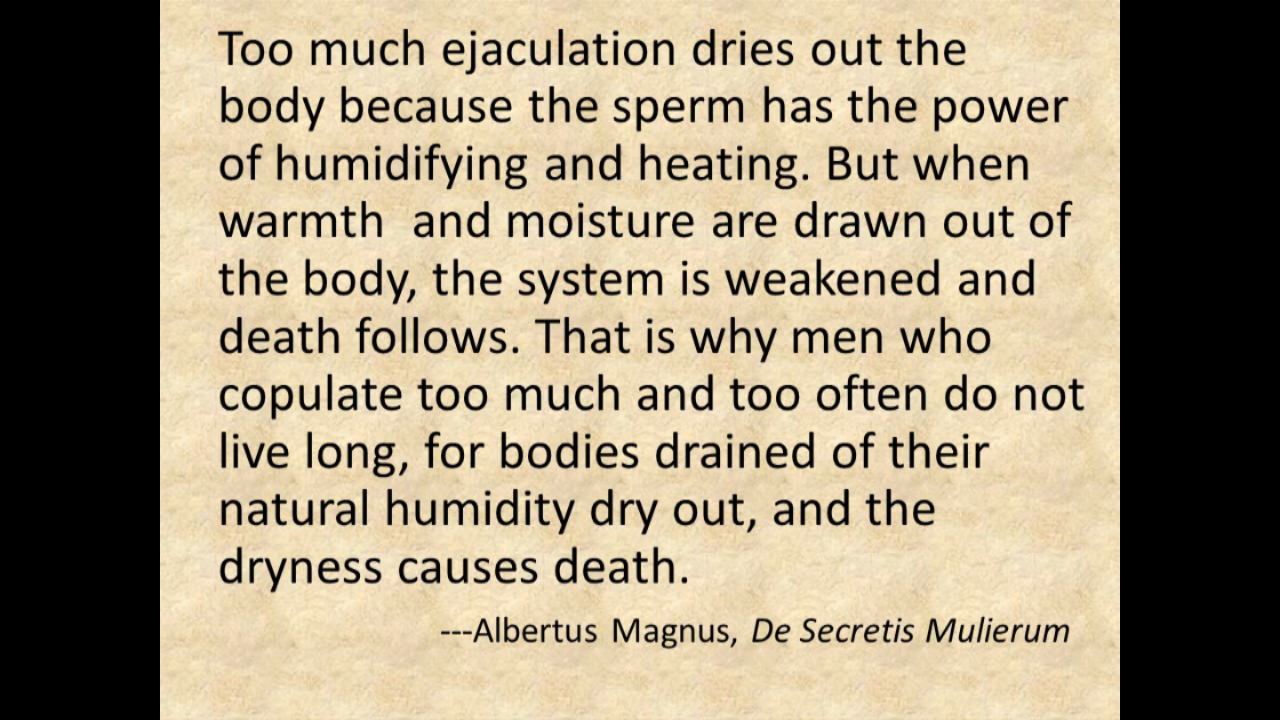 Too much ejaculation dries out the
body because the sperm has the power
of humidifying and heating. But when
warmth  and moisture are drawn out of
the body, the system is weakened and
death follows. That is why men who
copulate too much and too often do not
live long, for bodies drained of their
natural humidity dry out, and the
dryness causes death.
---Albertus Magnus, De Secretis Mulierum